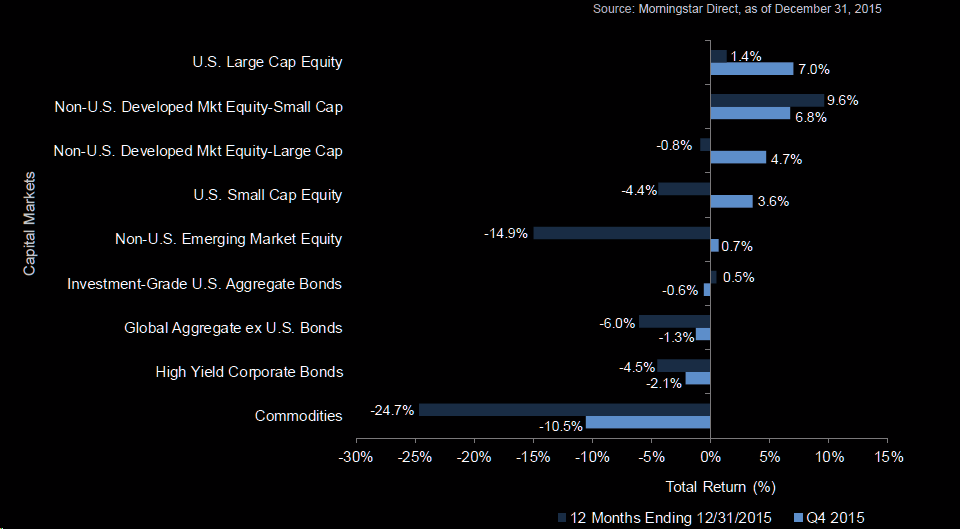 Source: Morningstar Direct, as of December 31, 2015
U.S. Large Cap Equity
1.4%
7.0%
Non-U.S. Developed Mkt Equity-Small Cap
9.6%
6.8%
Non-U.S. Developed Mkt Equity-Large Cap
-0.8%
4.7%
U.S. Small Cap Equity
-4.4%
3.6%
Non-U.S. Emerging Market Equity
-14.9%
0.7%
Investment-Grade U.S. Aggregate Bonds
0.5%
-0.6%
Global Aggregate ex U.S. Bonds
-6.0%
-1.3%
High Yield Corporate Bonds
-4.5%
-2.1%
Commodities
-24.7%
-10.5%
Capital Markets
-30% -25% -20% -15% -10% -5% 0% 5% 10% 15%
Total Return (%)
12 Months Ending 12/31/2015 Q4 2015